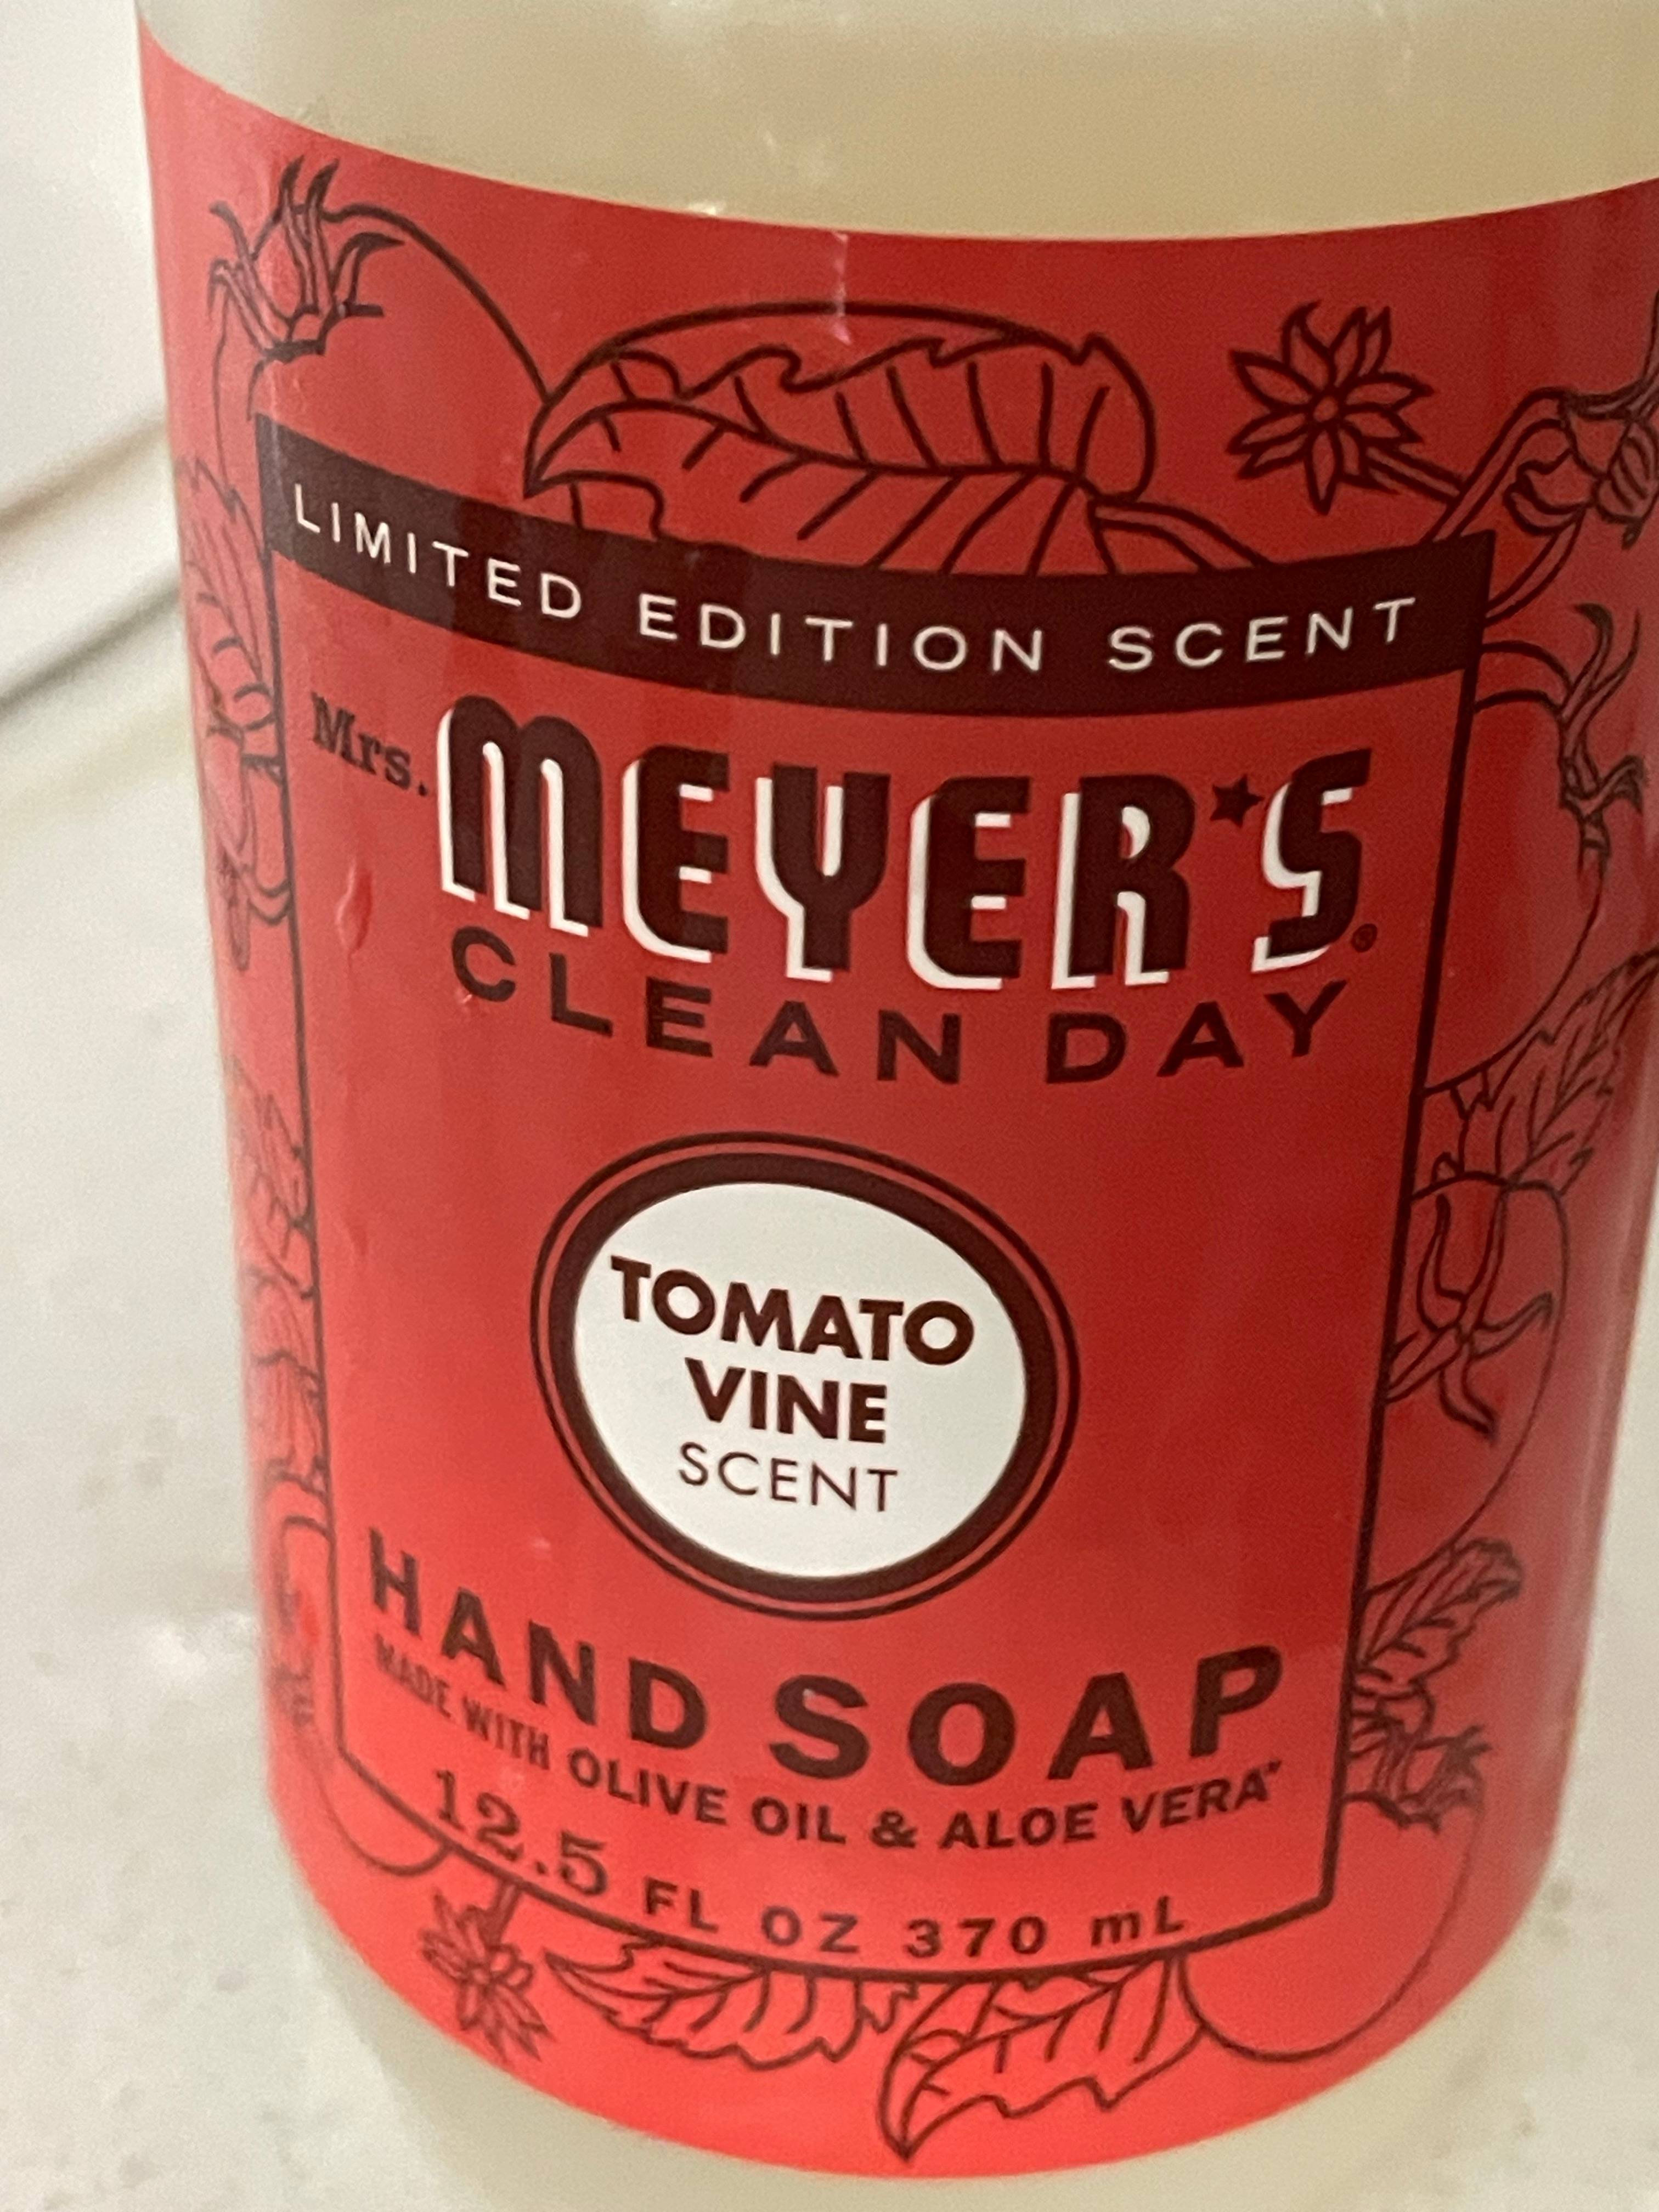 LIMITED EDITION SCENT
Mrs. MEYER'S®
CLEAN DAY
TOMATO
VINE
SCENT
HAND SOAP
MADE WITH OLIVE OIL & ALOE VERA*
12.5 FL OZ 370 mL